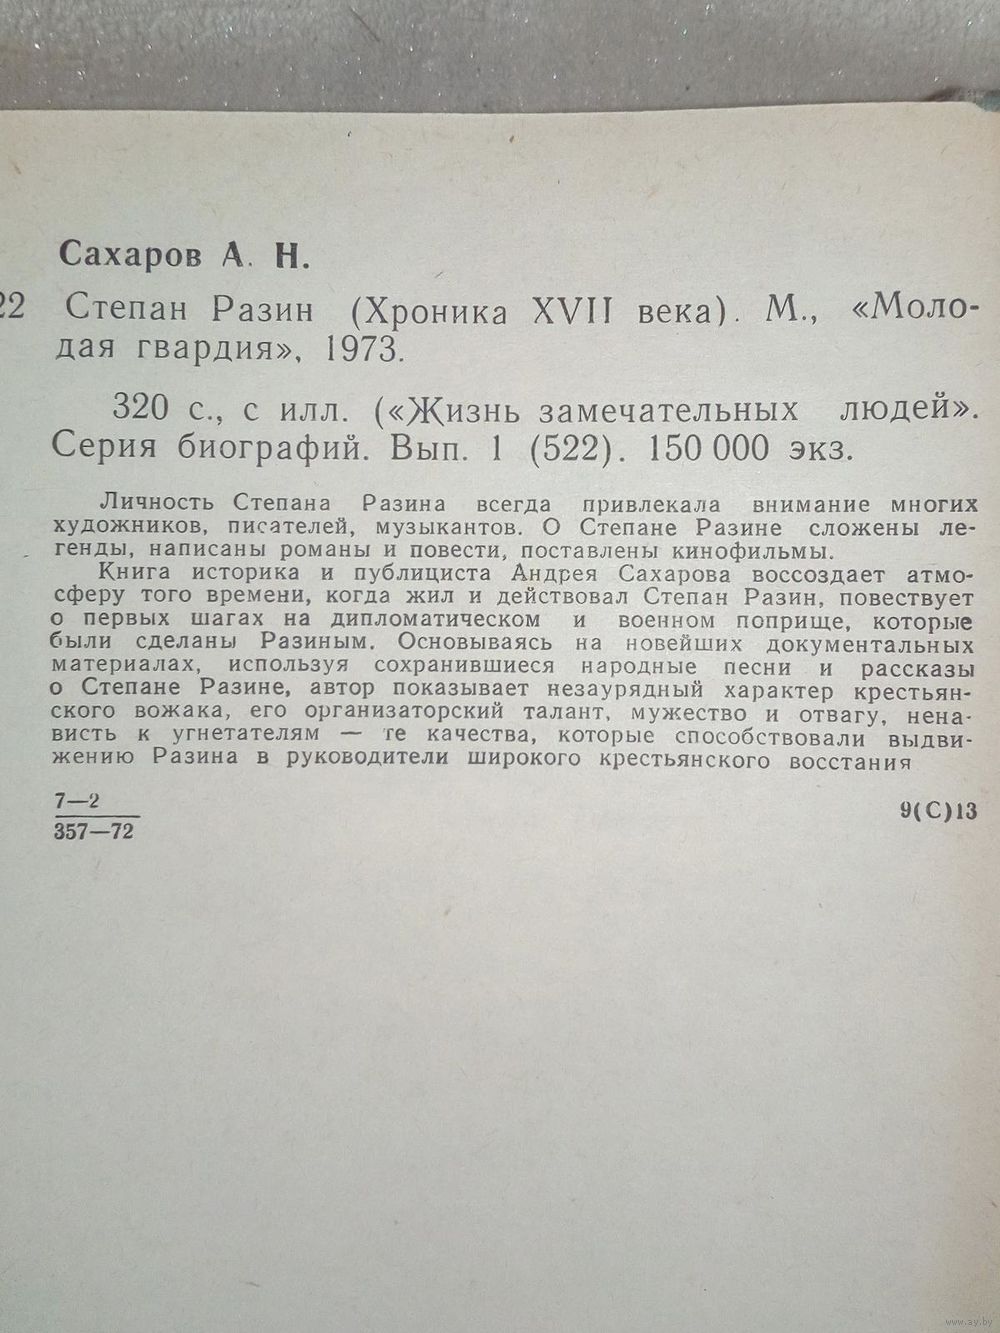 Сахаров А. Н.
22 Степан Разин (Хроника XVII века). М., «Моло-
дая гвардия», 1973.
320 с., с илл. («Жизнь замечательных людей».
Серия биографий. Вып. 1 (522). 150 000 экз.
Личность Степана Разина всегда привлекала внимание многих
художников, писателей, музыкантов. О Степане Разине сложены ле-
генды, написаны романы и повести, поставлены кинофильмы.
Книга историка и публициста Андрея Сахарова воссоздает атмо-
сферу того времени, когда жил и действовал Степан Разин, повествует
о первых шагах на дипломатическом и военном поприще, которые
были сделаны Разиным. Основываясь на новейших документальных
материалах, используя сохранившиеся народные песни и рассказы
о Степане Разине, автор показывает незаурядный характер крестьян-
ского вожака, его организаторский талант, мужество и отвагу, нена-
висть к угнетателям — те качества, которые способствовали выдви-
жению Разина в руководители широкого крестьянского восстания
7—2
357—72
9(С)13
www.ay.by